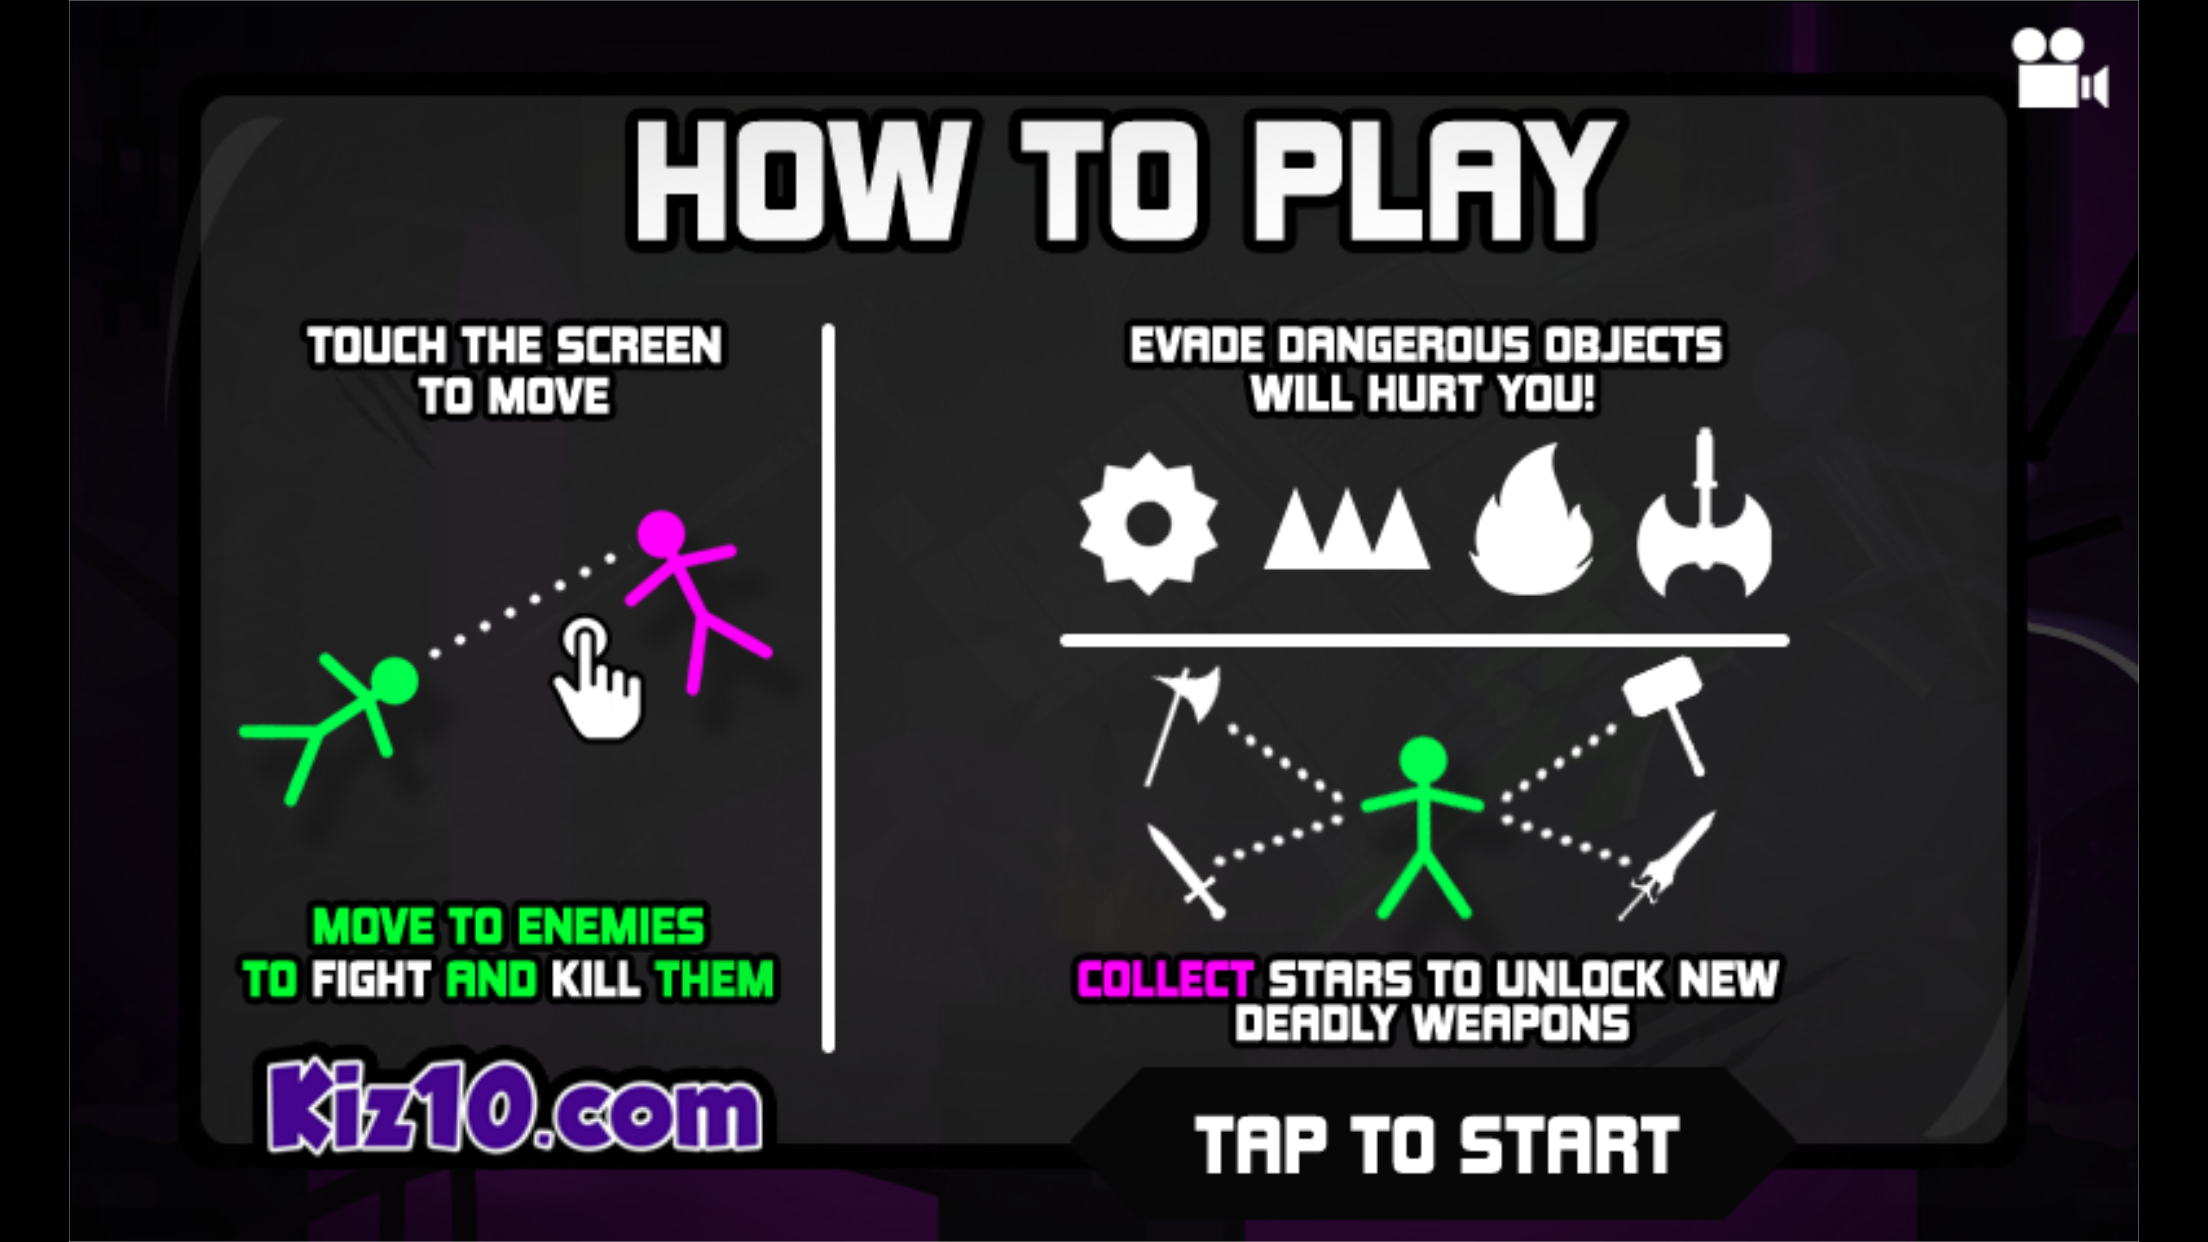 HOW TO PLAY
TOUCH THE SCREEN
TO MOVE
MOVE TO ENEMIES
TO FIGHT AND KILL THEM
Kiz10.com
EVADE DANGEROUS OBJECTS
WILL HURT YOU!
COLLECT STARS TO UNLOCK NEW
DEADLY WEAPONS
TAP TO START